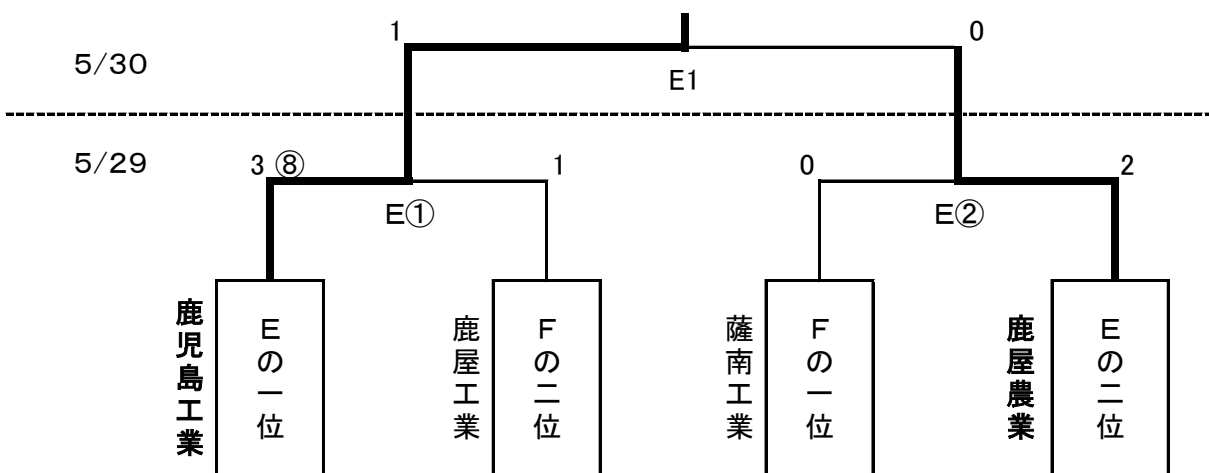 1
0
5/30
E1
5/29
3 ⑧
1
0
2
E①
E②
鹿児島工業
Eの一位
鹿屋工業
Fの二位
薩南工業
Fの一位
鹿屋農業
Eの二位